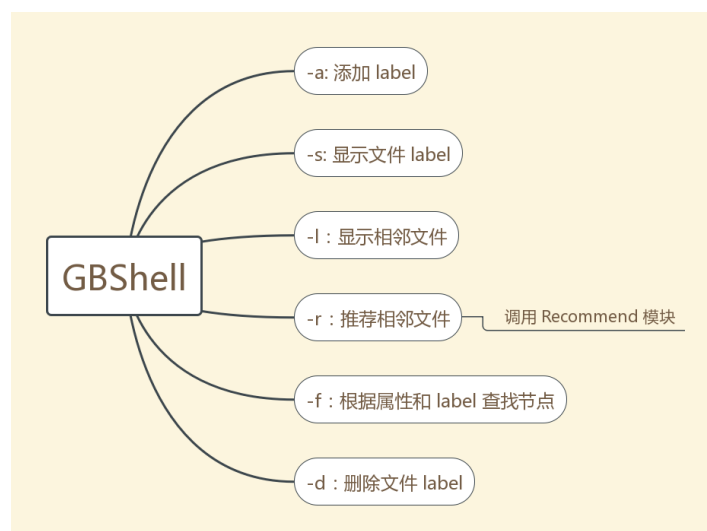 -a: 添加 label
-s: 显示文件 label
-l：显示相邻文件
GBShell
-r：推荐相邻文件
调用 Recommend 模块
-f：根据属性和 label 查找节点
-d：删除文件 label